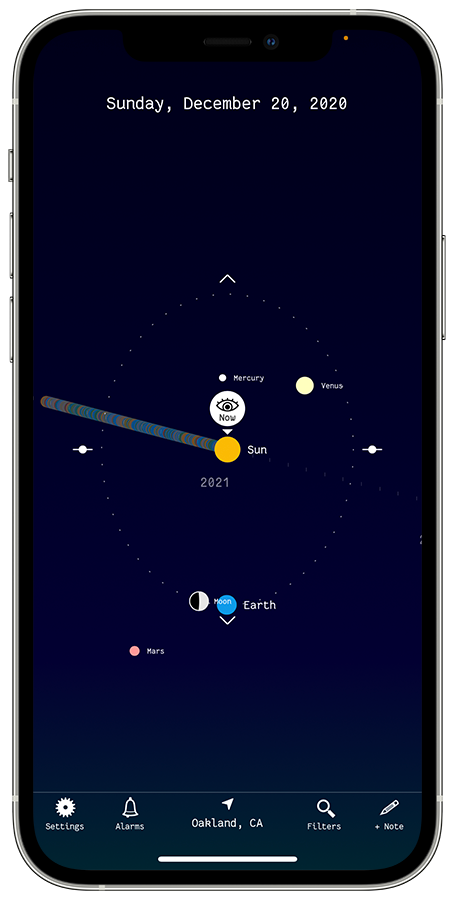 Sunday, December 20, 2020
Mercury
Venus
Now
Sun
2021
Moon
Earth
Mars
Settings
Alarms
Oakland, CA
Filters
+ Note